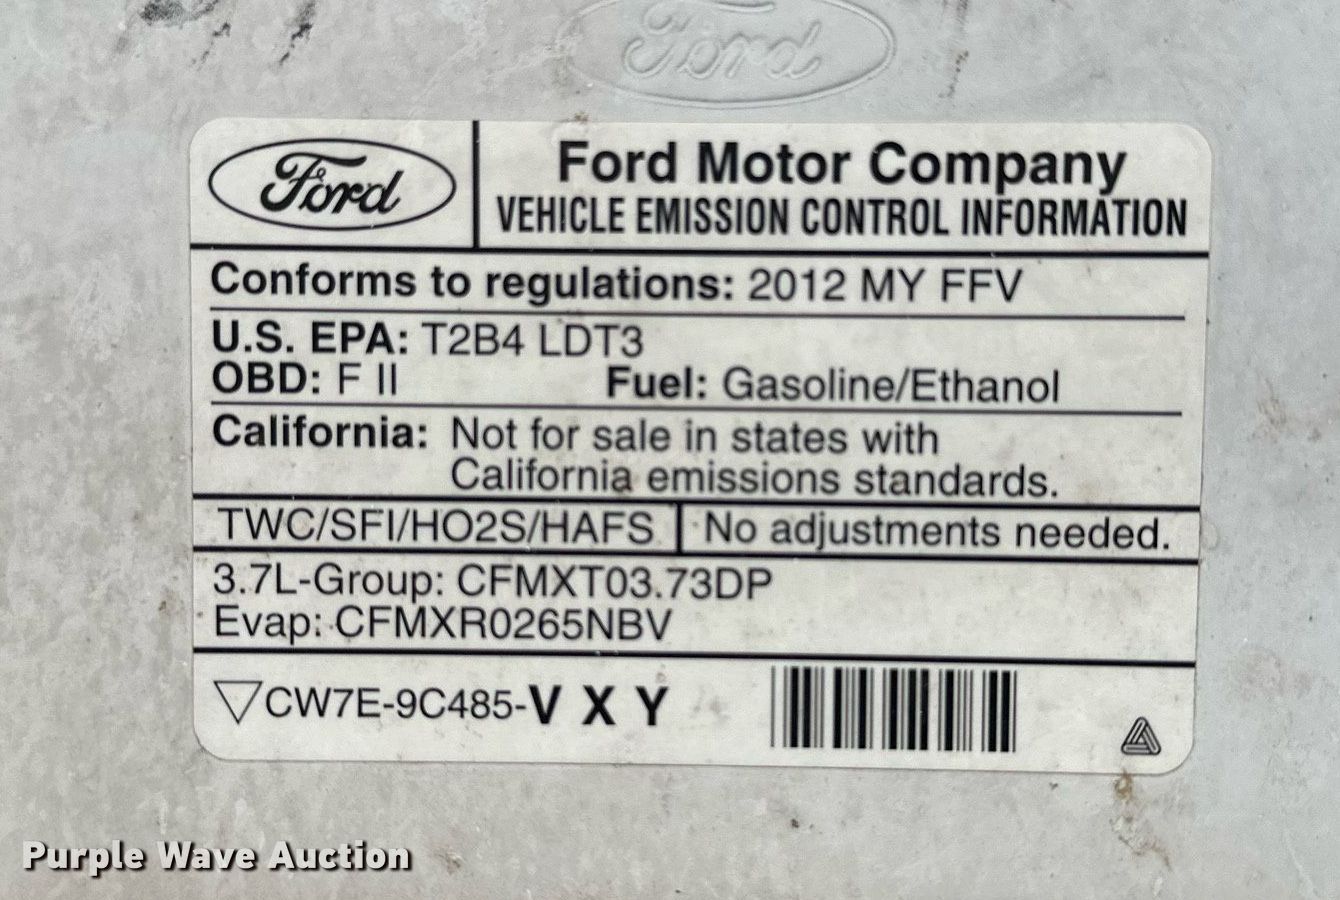 Ford
Ford
Ford Motor Company
VEHICLE EMISSION CONTROL INFORMATION
Conforms to regulations: 2012 MY FFV
U.S. EPA: T2B4 LDT3
OBD: F II Fuel: Gasoline/Ethanol
California: Not for sale in states with
California emissions standards.
TWC/SFI/HO2S/HAFS No adjustments needed.
3.7L-Group: CFMXT03.73DP
Evap: CFMXR0265NBV
▽CW7E-9C485-V X Y
Purple Wave Auction